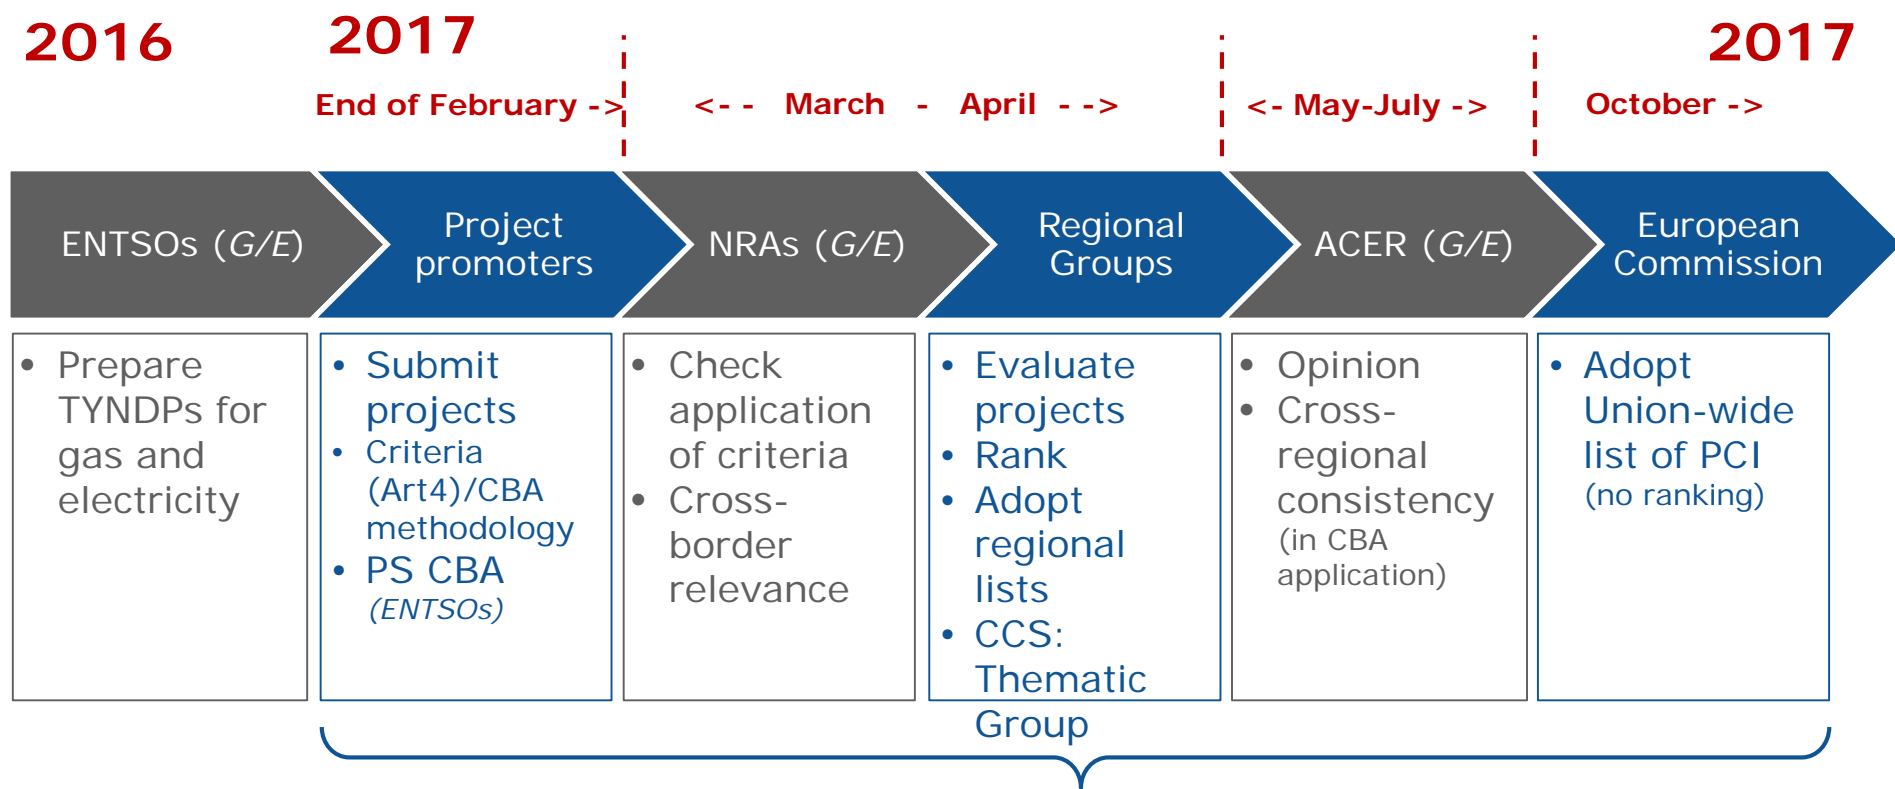 2016
2017
2017
End of February ->
<- - March - April - ->
<- May-July ->
October ->
ENTSOs (G/E)
Project
promoters
NRAs (G/E)
Regional
Groups
ACER (G/E)
European
Commission
• Prepare
TYNDPs for
gas and
electricity
• Submit
projects
• Criteria
(Art4)/CBA
methodology
• PS CBA
(ENTSOs)
• Check
application
of criteria
• Cross-
border
relevance
• Evaluate
projects
• Rank
• Adopt
regional
lists
• CCS:
Thematic
Group
• Opinion
• Cross-
regional
consistency
(in CBA
application)
• Adopt
Union-wide
list of PCI
(no ranking)